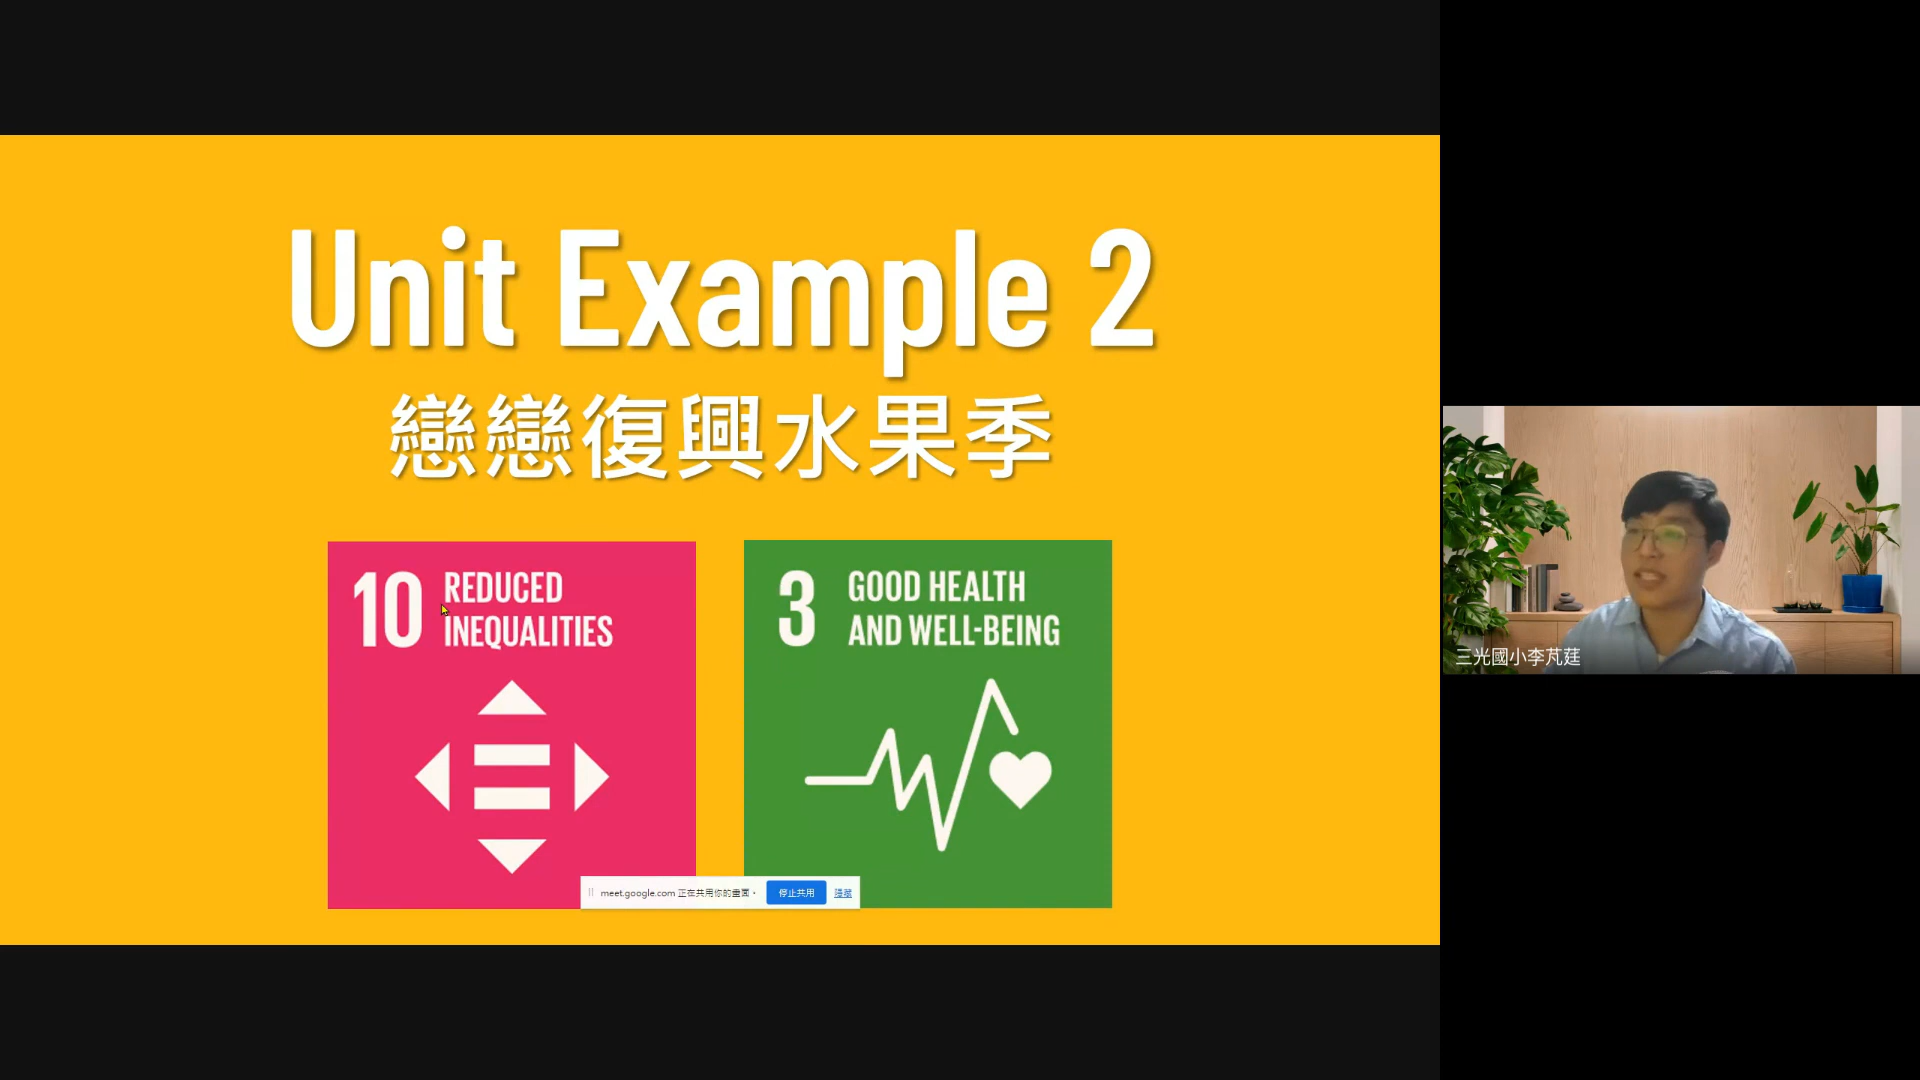 Unit Example 2
戀戀復興水果季
10 REDUCED
INEQUALITIES
3 GOOD HEALTH
AND WELL-BEING
meet.google.com 正在共用你的畫面。 停止共用 隱藏
三光國小李芃莛